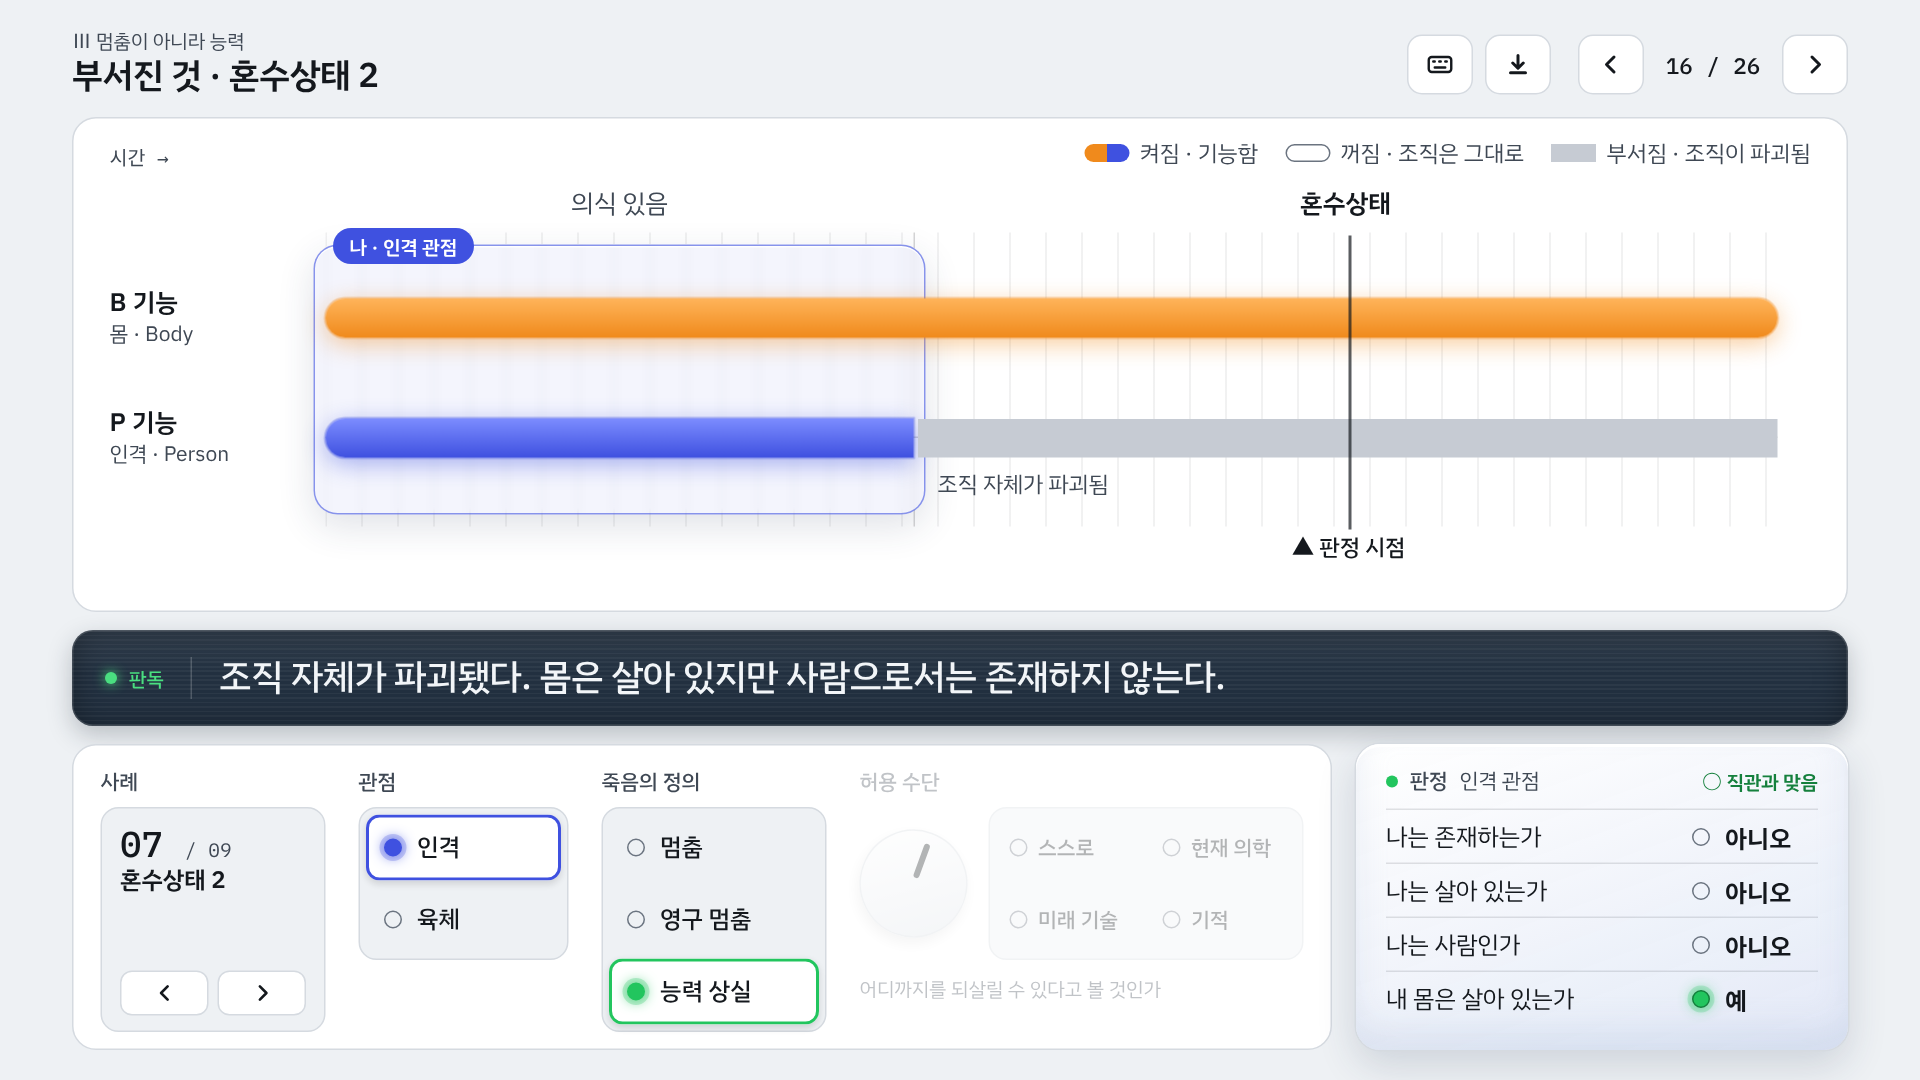 III 멈춤이 아니라 능력
부서진 것 · 혼수상태 2
16 / 26
시간 →
켜짐 · 기능함
꺼짐 · 조직은 그대로
부서짐 · 조직이 파괴됨
의식 있음
혼수상태
나 · 인격 관점
B 기능
몸 · Body
P 기능
인격 · Person
조직 자체가 파괴됨
▲ 판정 시점
판독
조직 자체가 파괴됐다. 몸은 살아 있지만 사람으로서는 존재하지 않는다.
사례
07 / 09
혼수상태 2
관점
인격
육체
죽음의 정의
멈춤
영구 멈춤
능력 상실
허용 수단
스스로
현재 의학
미래 기술
기적
어디까지를 되살릴 수 있다고 볼 것인가
판정 인격 관점
직관과 맞음
나는 존재하는가 아니오
나는 살아 있는가 아니오
나는 사람인가 아니오
내 몸은 살아 있는가 예